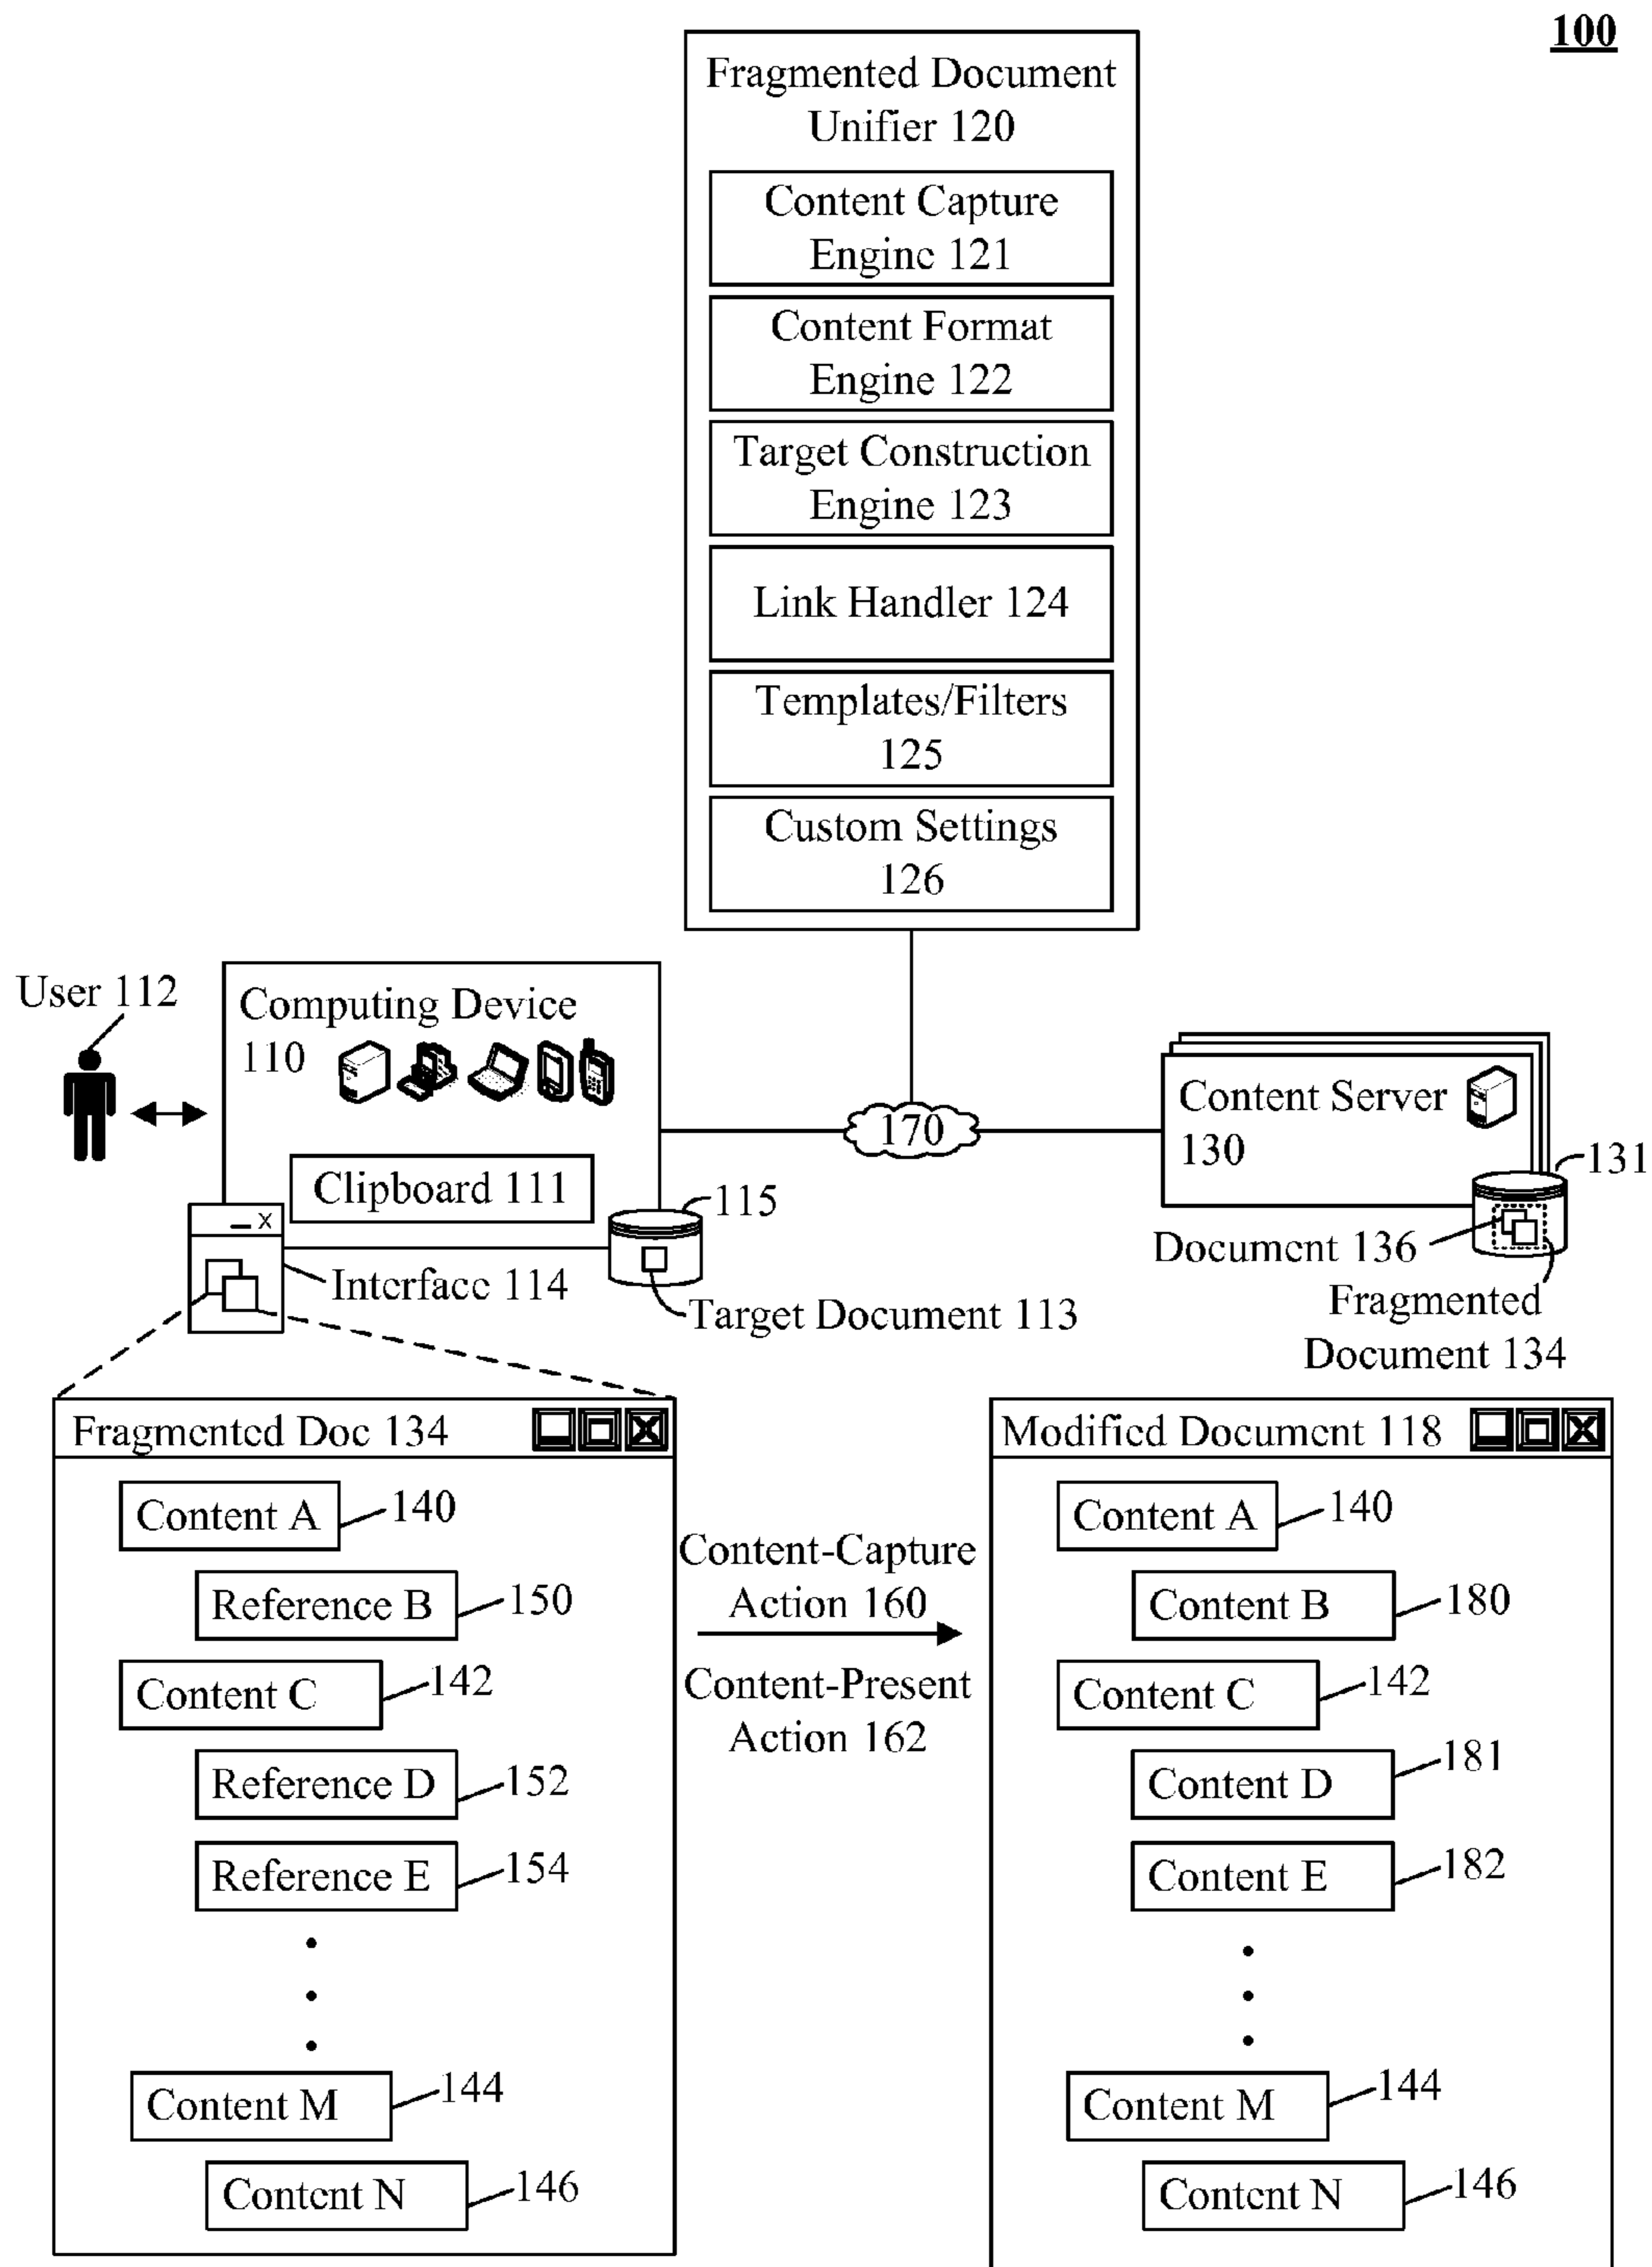 100
Fragmented Document
Unifier 120
Content Capture
Engine 121
Content Format
Engine 122
Target Construction
Engine 123
Link Handler 124
Templates/Filters
125
Custom Settings
126
User 112
Computing Device
110
Clipboard 111
x
Interface 114
115
Target Document 113
170
Content Server
130
131
Document 136
Fragmented
Document 134
Fragmented Doc 134
Content A
140
Reference B
150
Content C
142
Reference D
152
Reference E
154
Content M
144
Content N
146
Content-Capture
Action 160
Content-Present
Action 162
Modified Document 118
Content A
140
Content B
180
Content C
142
Content D
181
Content E
182
Content M
144
Content N
146